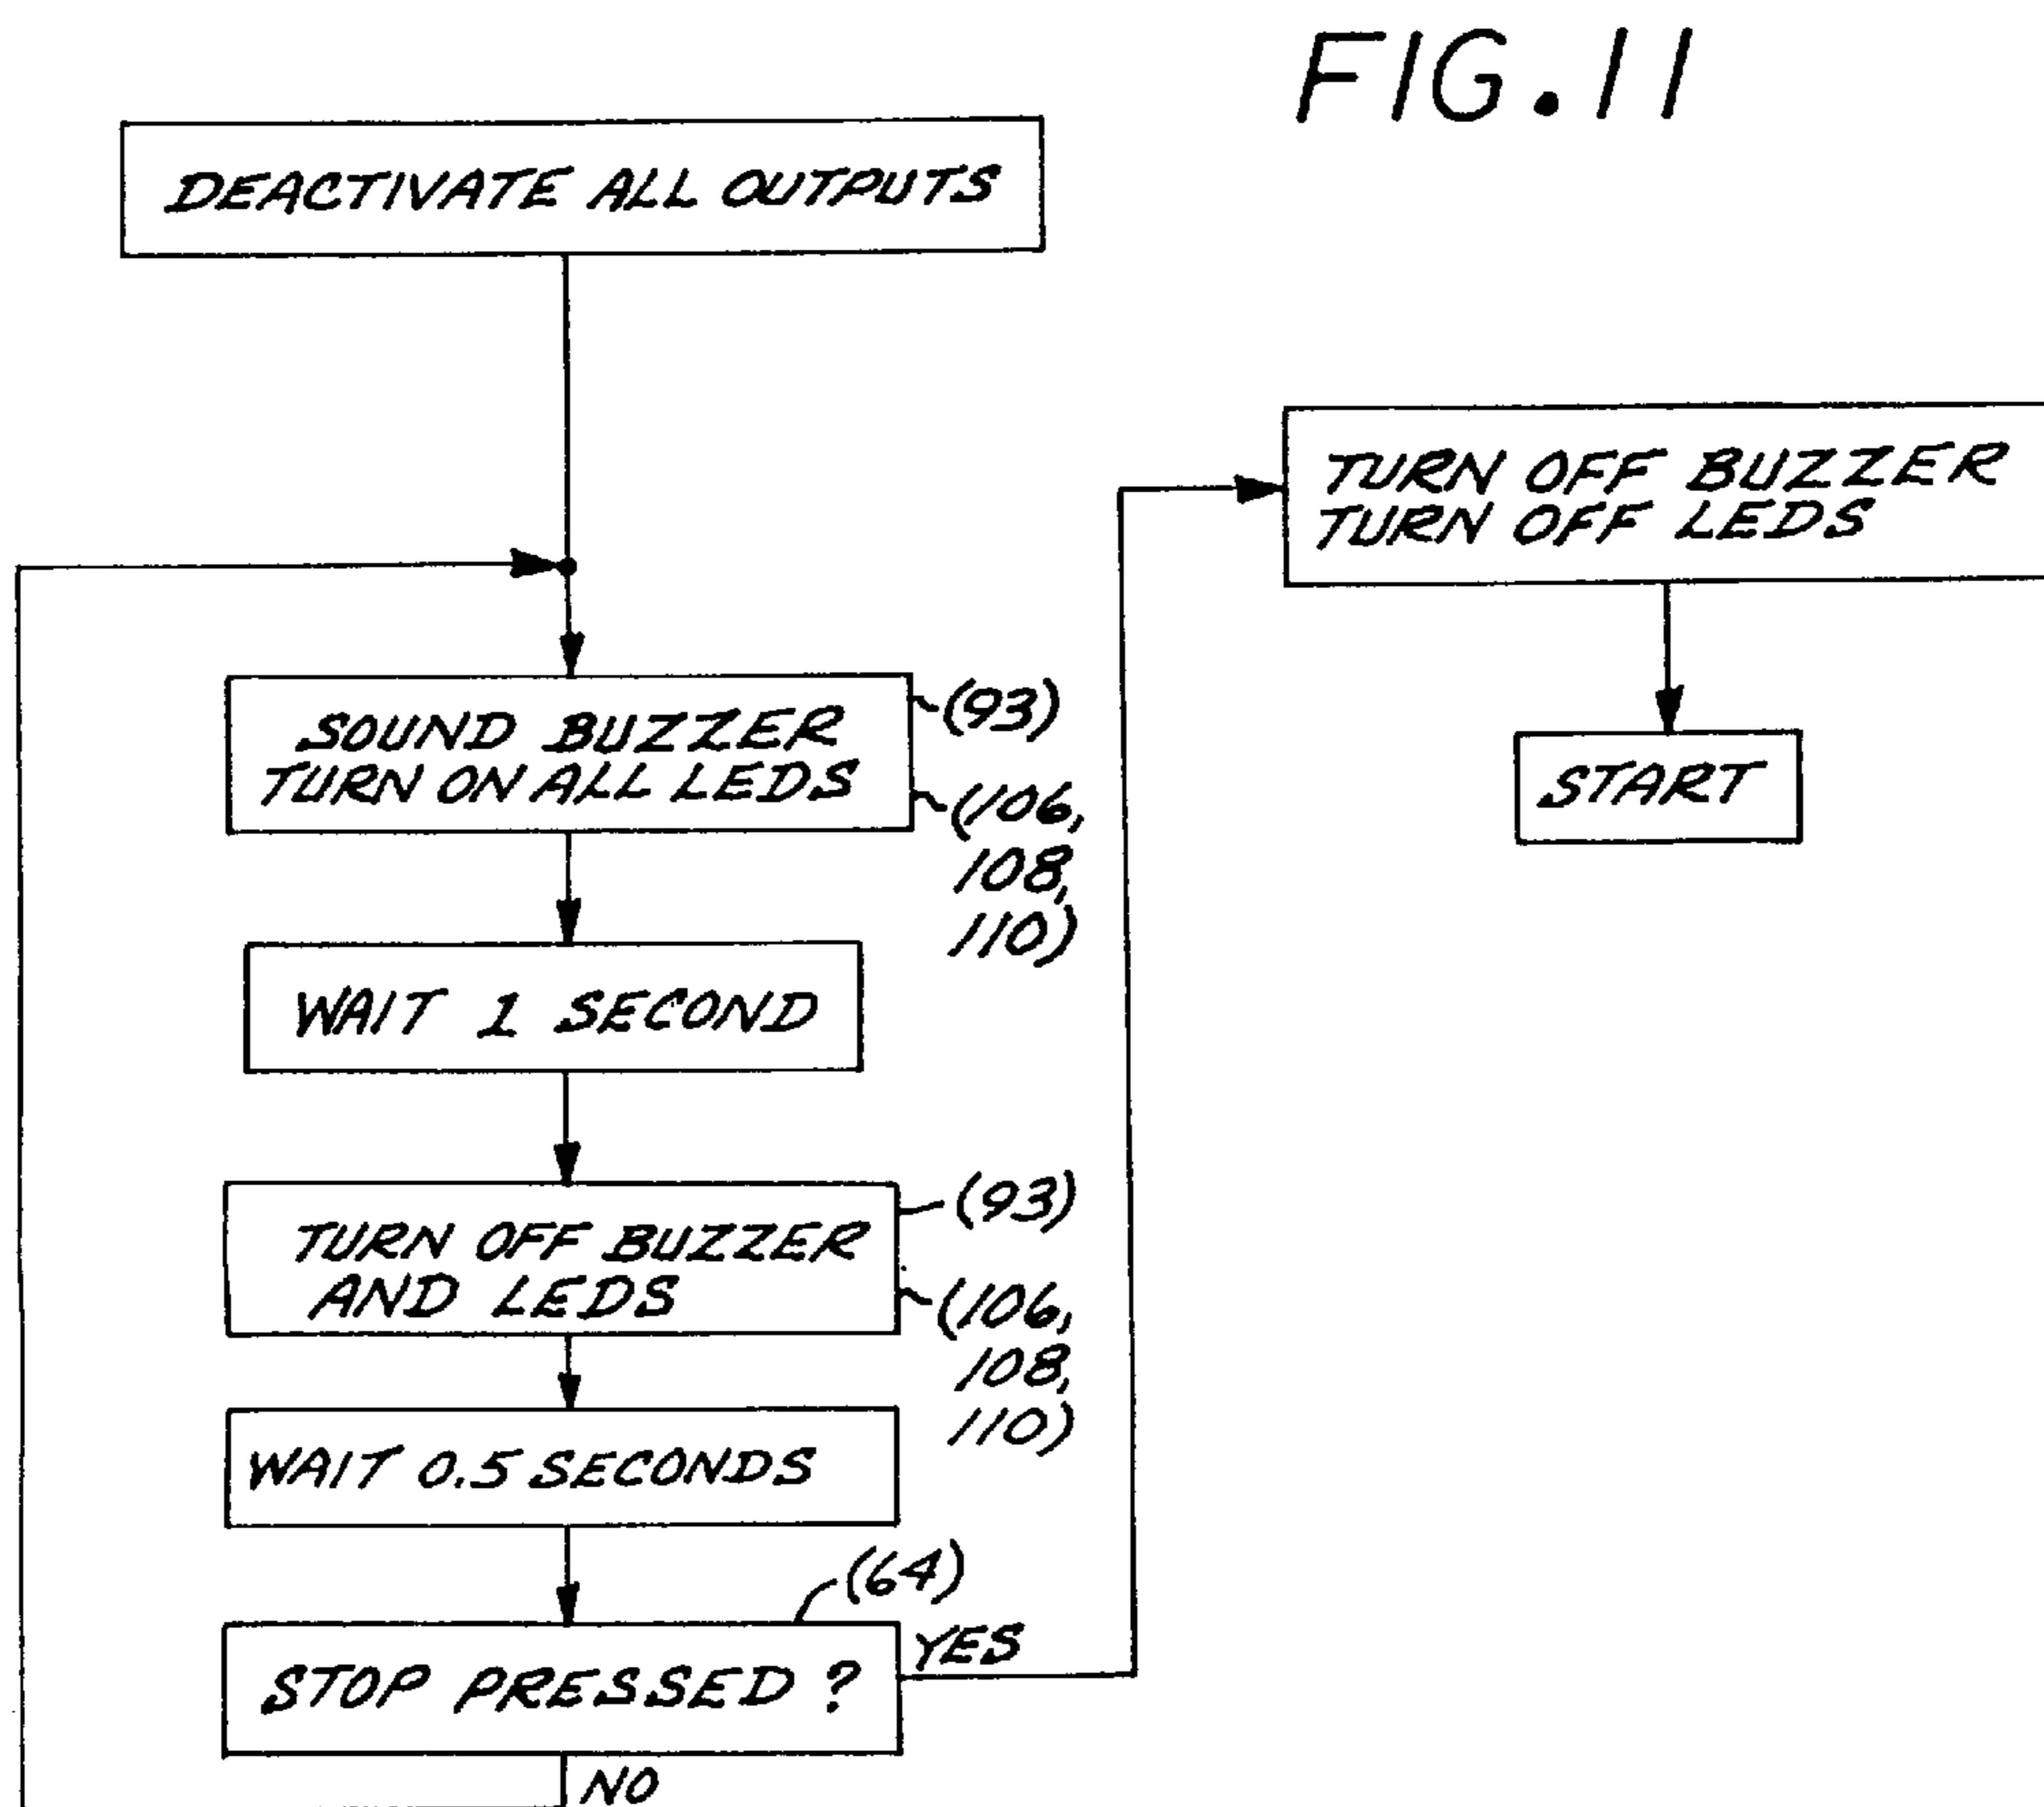 FIG. 11
DEACTIVATE ALL OUTPUTS
SOUND BUZZER
TURN ON ALL LEDS
(93)
(106,
108,
110)
WAIT 1 SECOND
TURN OFF BUZZER
AND LEDS
(93)
(106,
108,
110)
WAIT 0.5 SECONDS
(64)
STOP PRESSED ?
YES
NO
TURN OFF BUZZER
TURN OFF LEDS
START